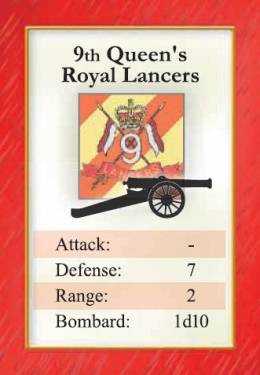 9th Queen's
Royal Lancers
9
Attack: -
Defense: 7
Range: 2
Bombard: 1d10